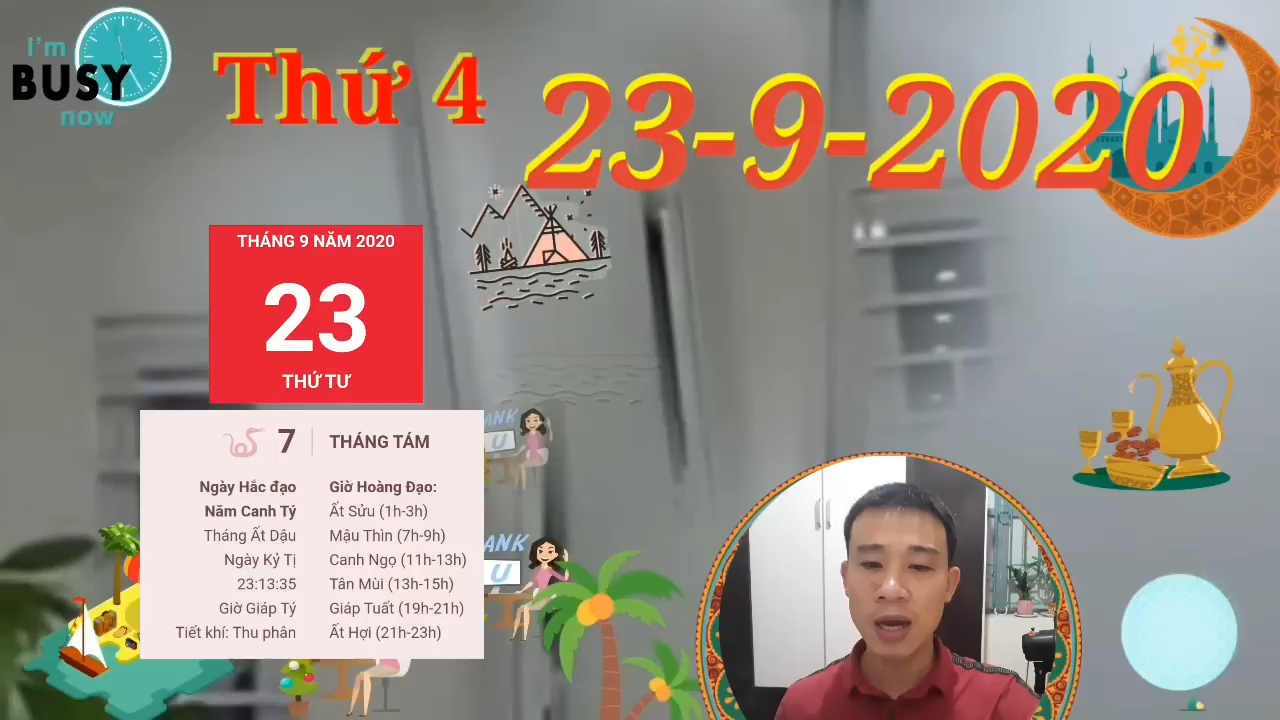 I'm
BUSY
now
Thứ 4
23-9-2020
THÁNG 9 NĂM 2020
23
THỨ TƯ
7
THÁNG TÁM
Ngày Hắc đạo
Năm Canh Tý
Tháng Ất Dậu
Ngày Kỷ Tị
23:13:35
Giờ Giáp Tý
Tiết khí: Thu phân
Giờ Hoàng Đạo:
Ất Sửu (1h-3h)
Mậu Thìn (7h-9h)
Canh Ngọ (11h-13h)
Tân Mùi (13h-15h)
Giáp Tuất (19h-21h)
Ất Hợi (21h-23h)
ANK
U
ANK
U